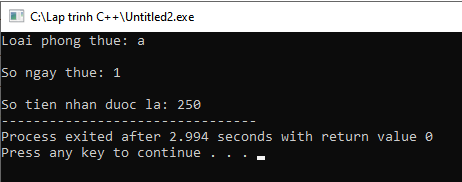 C:\Lap trinh C++\Untitled2.exe
Loai phong thue: a
So ngay thue: 1
So tien nhan duoc la: 250
--------------------------------
Process exited after 2.994 seconds with return value 0
Press any key to continue . . .